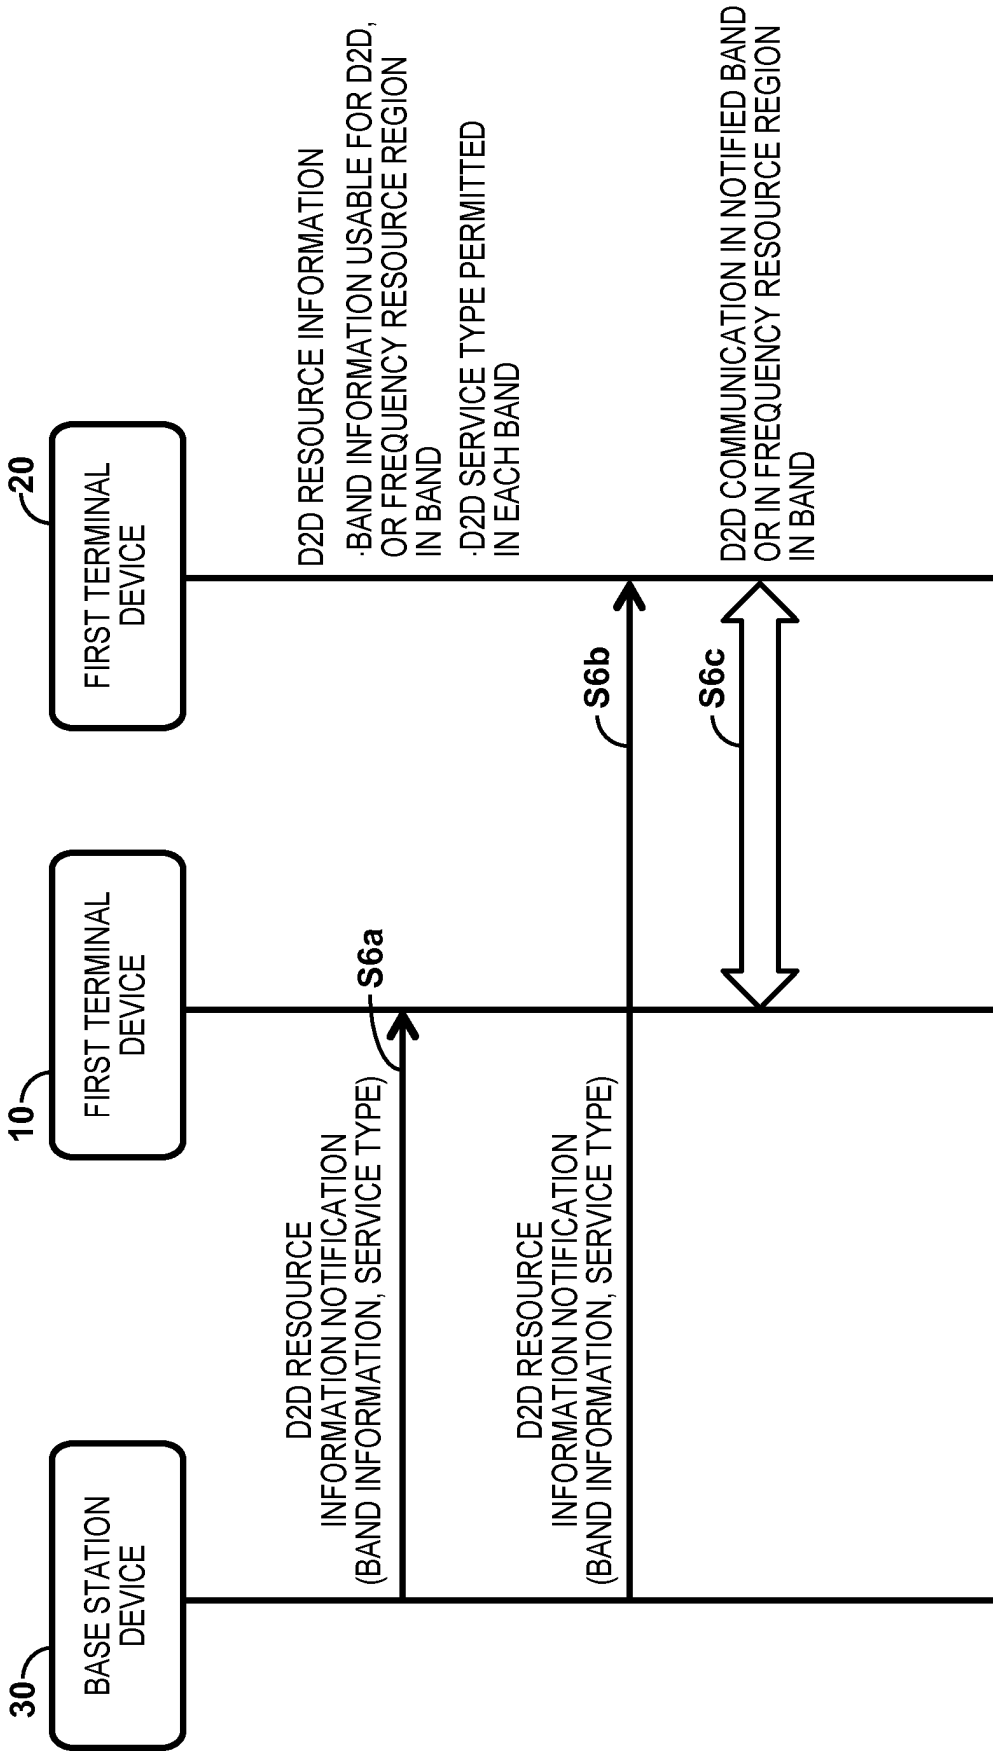 30
BASE STATION
DEVICE
10
FIRST TERMINAL
DEVICE
20
FIRST TERMINAL
DEVICE
D2D RESOURCE
INFORMATION NOTIFICATION
(BAND INFORMATION, SERVICE TYPE)
S6a
D2D RESOURCE INFORMATION
·BAND INFORMATION USABLE FOR D2D,
OR FREQUENCY RESOURCE REGION
IN BAND
·D2D SERVICE TYPE PERMITTED
IN EACH BAND
D2D RESOURCE
INFORMATION NOTIFICATION
(BAND INFORMATION, SERVICE TYPE)
S6b
S6c
D2D COMMUNICATION IN NOTIFIED BAND
OR IN FREQUENCY RESOURCE REGION
IN BAND